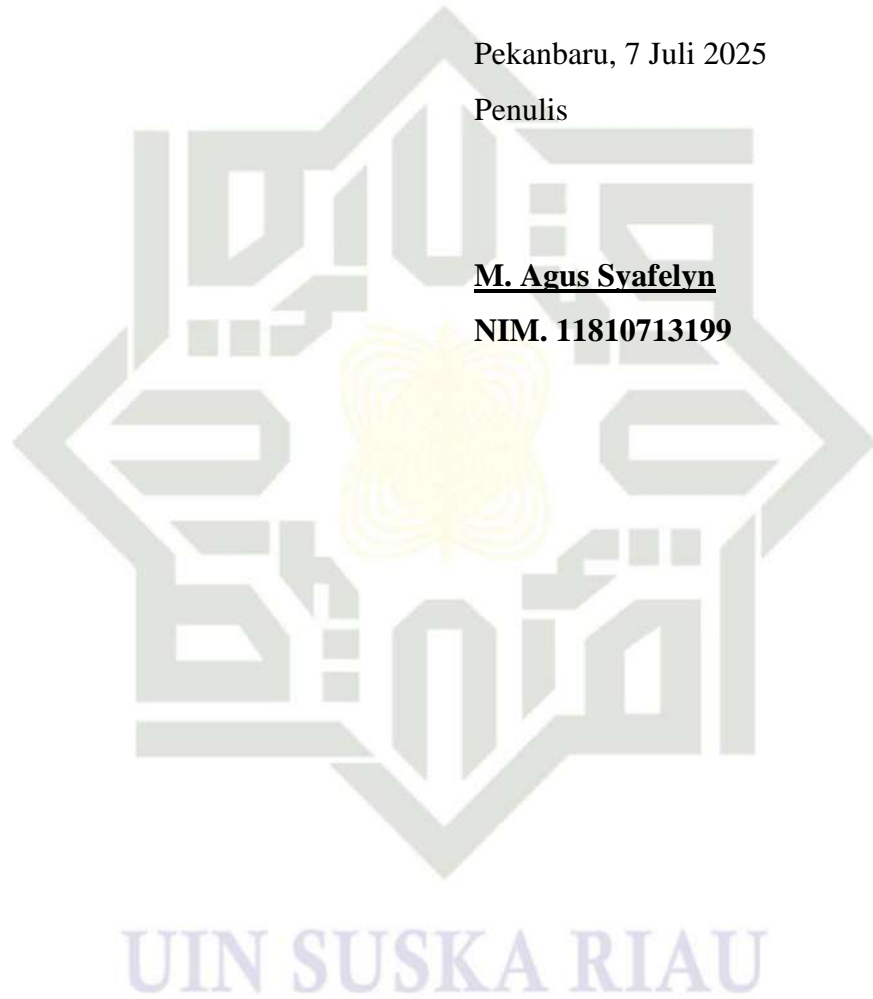 Pekanbaru, 7 Juli 2025
Penulis
M. Agus Syafelyn
NIM. 11810713199
UIN SUSKA RIAU